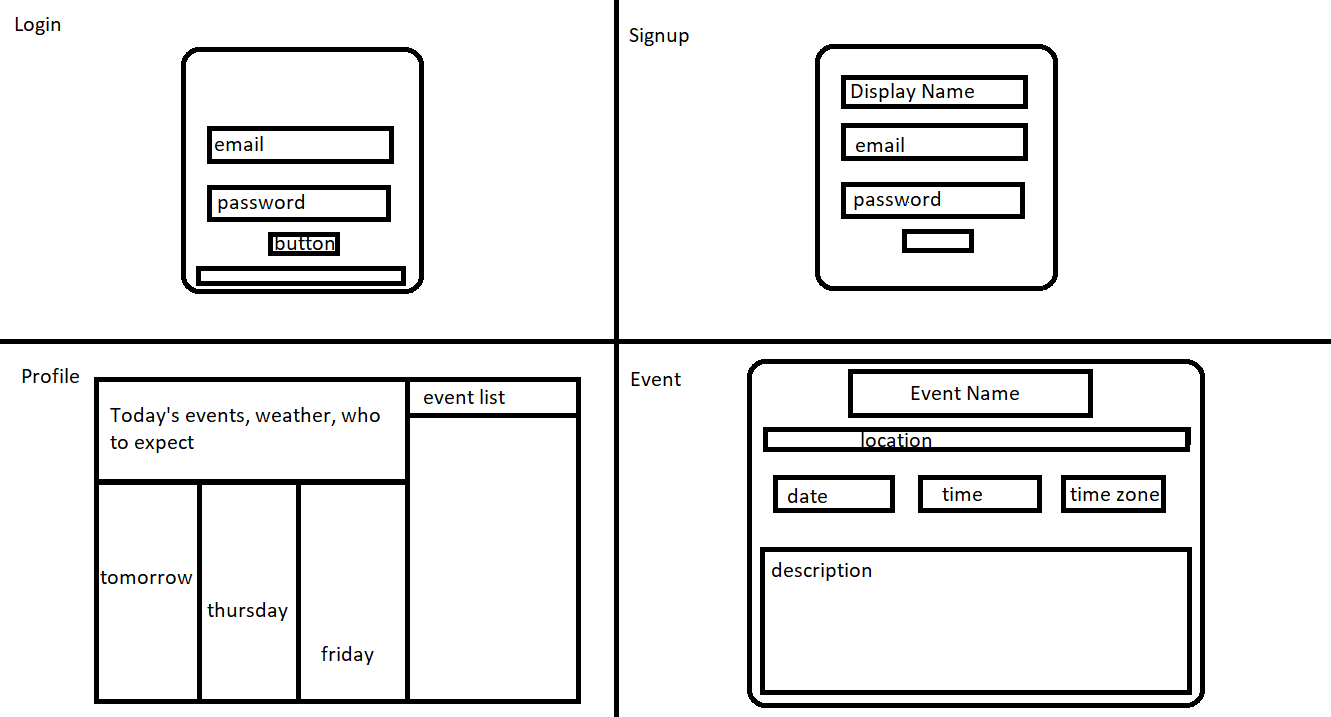 Login
email
password
button
Signup
Display Name
email
password
Profile
Today's events, weather, who
to expect
event list
tomorrow
thursday
friday
Event
Event Name
location
date
time
time zone
description